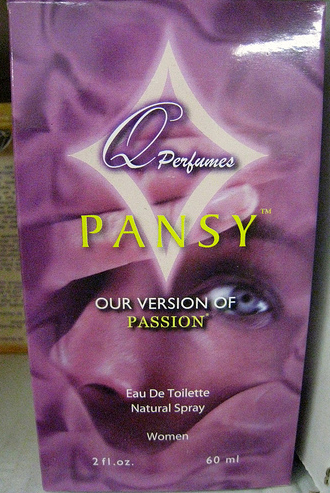 Q Perfumes
PANSY™
OUR VERSION OF
PASSION*
Eau De Toilette
Natural Spray
Women
2 fl.oz. 60 ml